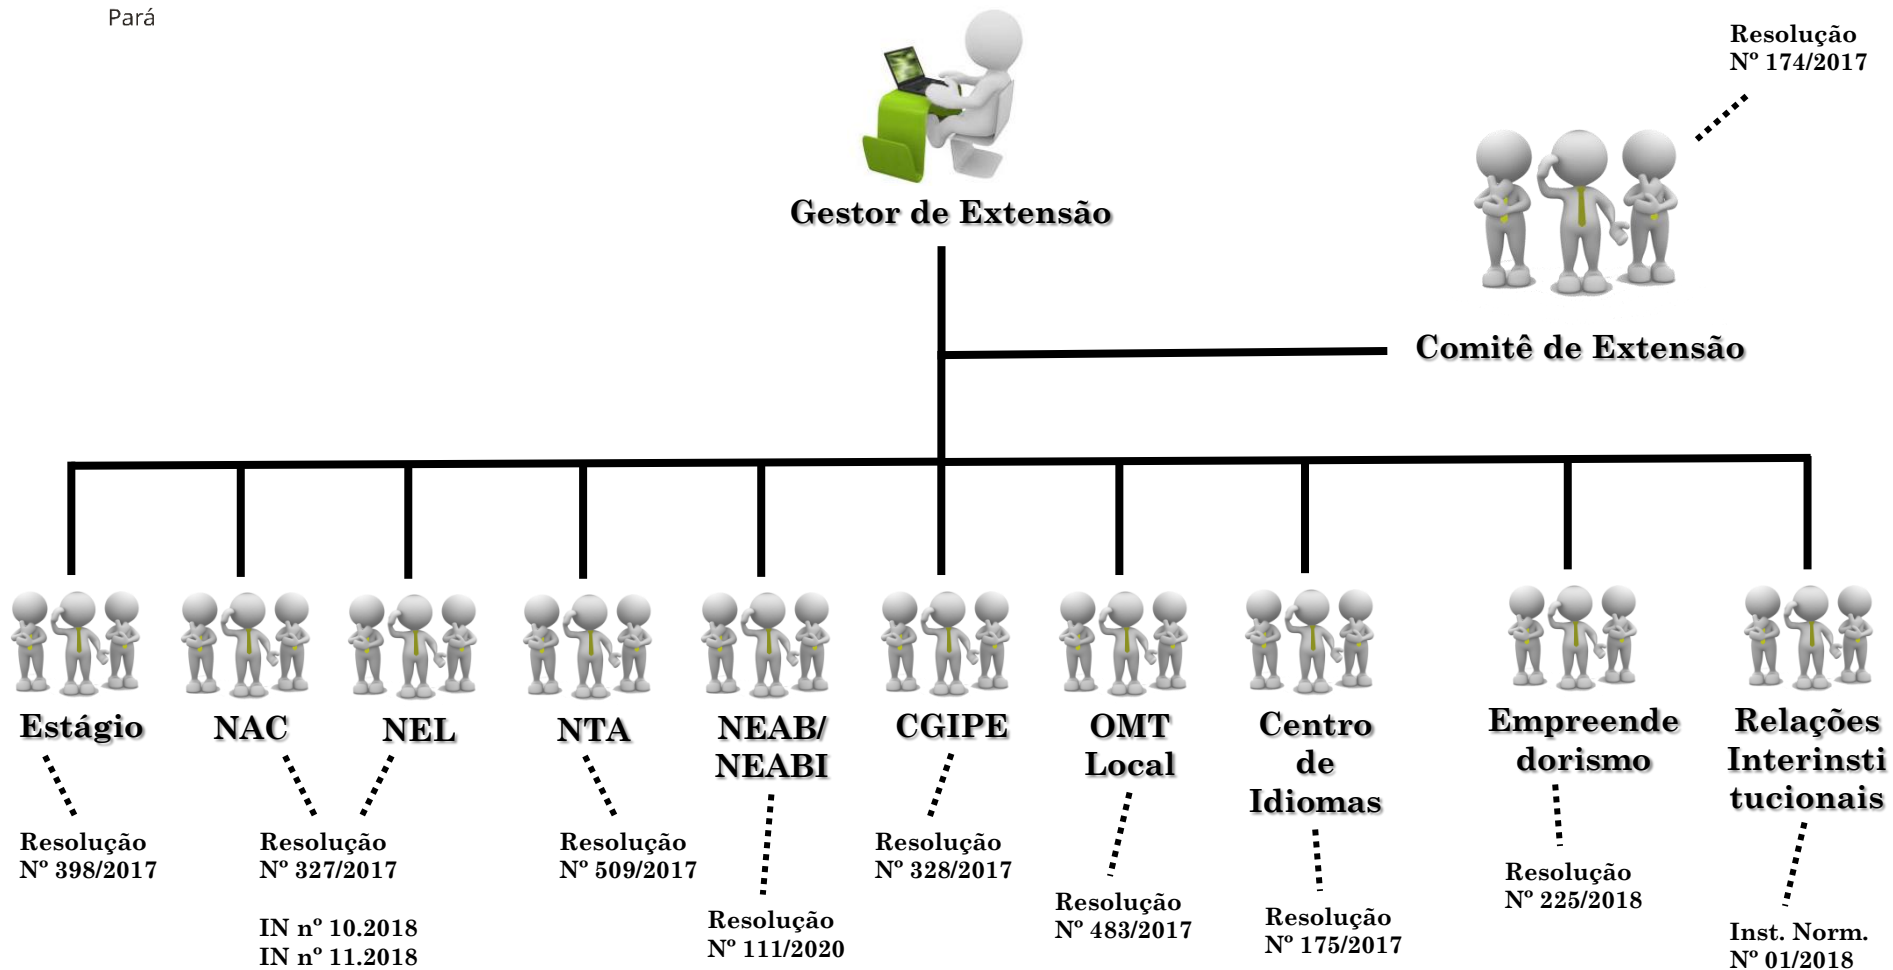 Pará
Resolução
Nº 174/2017
Gestor de Extensão
Comitê de Extensão
Estágio
NAC
NEL
NTA
NEAB/
NEABI
CGIPE
OMT
Local
Centro
de
Idiomas
Empreende
dorismo
Relações
Interinsti
tucionais
Resolução
Nº 398/2017
Resolução
Nº 327/2017
IN nº 10.2018
IN nº 11.2018
Resolução
Nº 509/2017
Resolução
Nº 111/2020
Resolução
Nº 328/2017
Resolução
Nº 483/2017
Resolução
Nº 175/2017
Resolução
Nº 225/2018
Inst. Norm.
Nº 01/2018